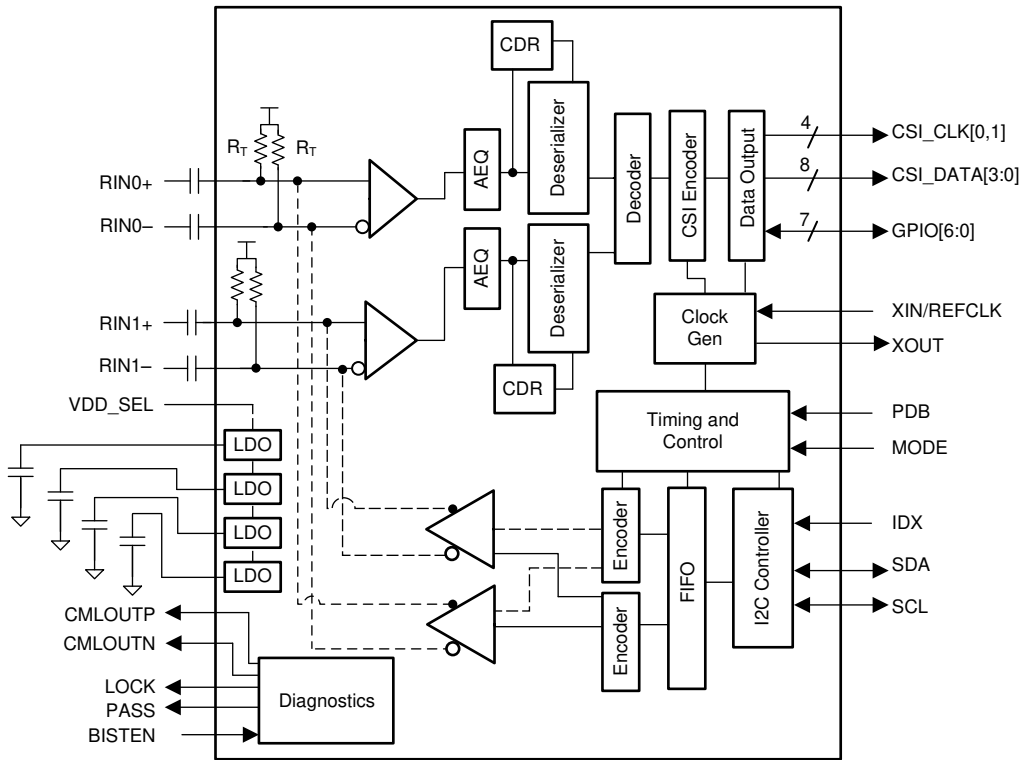 CDR
Deserializer
AEQ
Decoder
CSI Encoder
Data Output
4
CSI_CLK[0,1]
8
CSI_DATA[3:0]
7
GPIO[6:0]
RT
RT
RIN0+
RIN0−
AEQ
Deserializer
CDR
RIN1+
RIN1−
Clock
Gen
XIN/REFCLK
XOUT
VDD_SEL
LDO
LDO
LDO
LDO
Timing and
Control
PDB
MODE
Encoder
Encoder
FIFO
I2C Controller
IDX
SDA
SCL
CMLOUTP
CMLOUTN
LOCK
PASS
BISTEN
Diagnostics